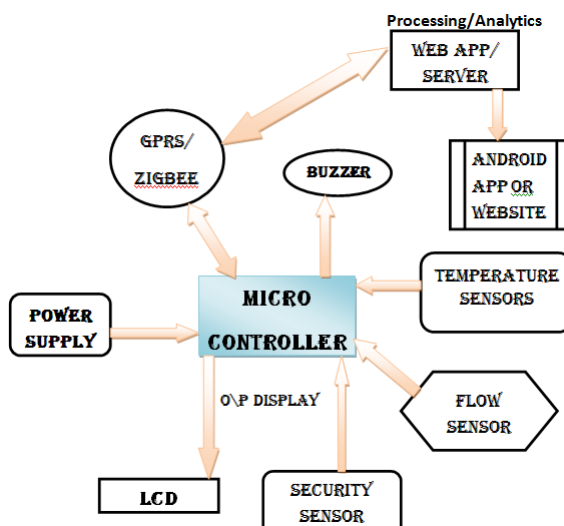 Processing/Analytics
WEB APP/
SERVER
GPRS/
ZIGBEE
BUZZER
ANDROID
APP OR
WEBSITE
MICRO
CONTROLLER
TEMPERATURE
SENSORS
POWER
SUPPLY
O\P DISPLAY
FLOW
SENSOR
LCD
SECURITY
SENSOR